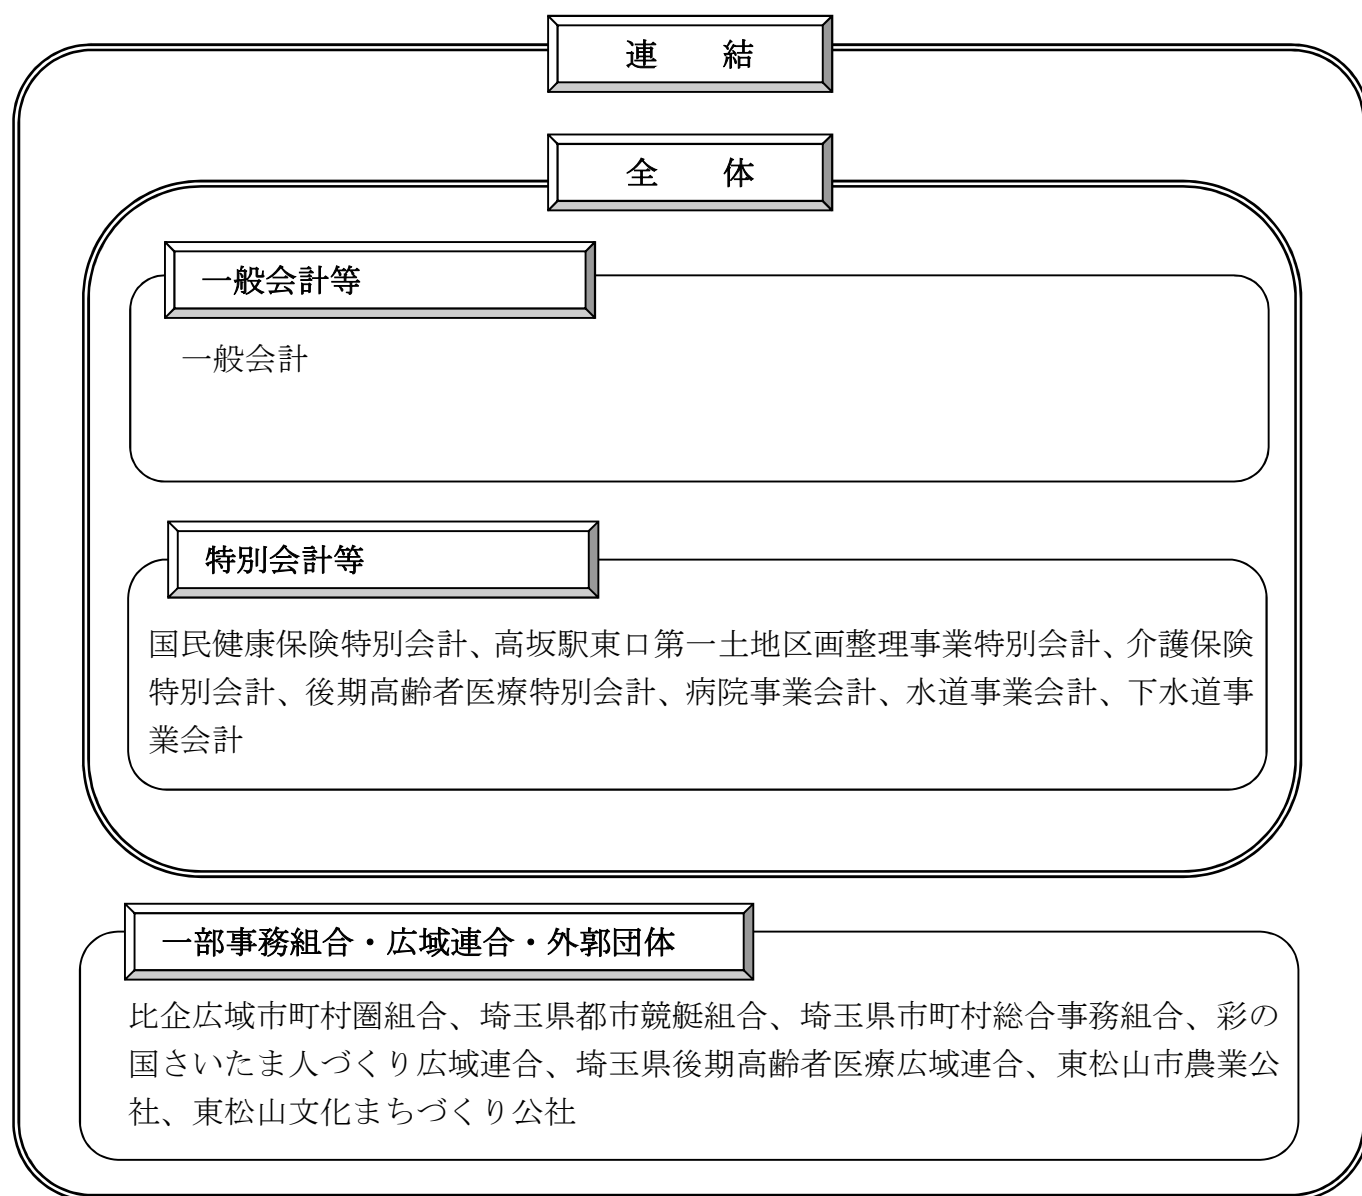 連　　結
全　　体
一般会計等
一般会計
特別会計等
国民健康保険特別会計、高坂駅東口第一土地区画整理事業特別会計、介護保険
特別会計、後期高齢者医療特別会計、病院事業会計、水道事業会計、下水道事
業会計
一部事務組合・広域連合・外郭団体
比企広域市町村圏組合、埼玉県都市競艇組合、埼玉県市町村総合事務組合、彩の
国さいたま人づくり広域連合、埼玉県後期高齢者医療広域連合、東松山市農業公
社、東松山文化まちづくり公社